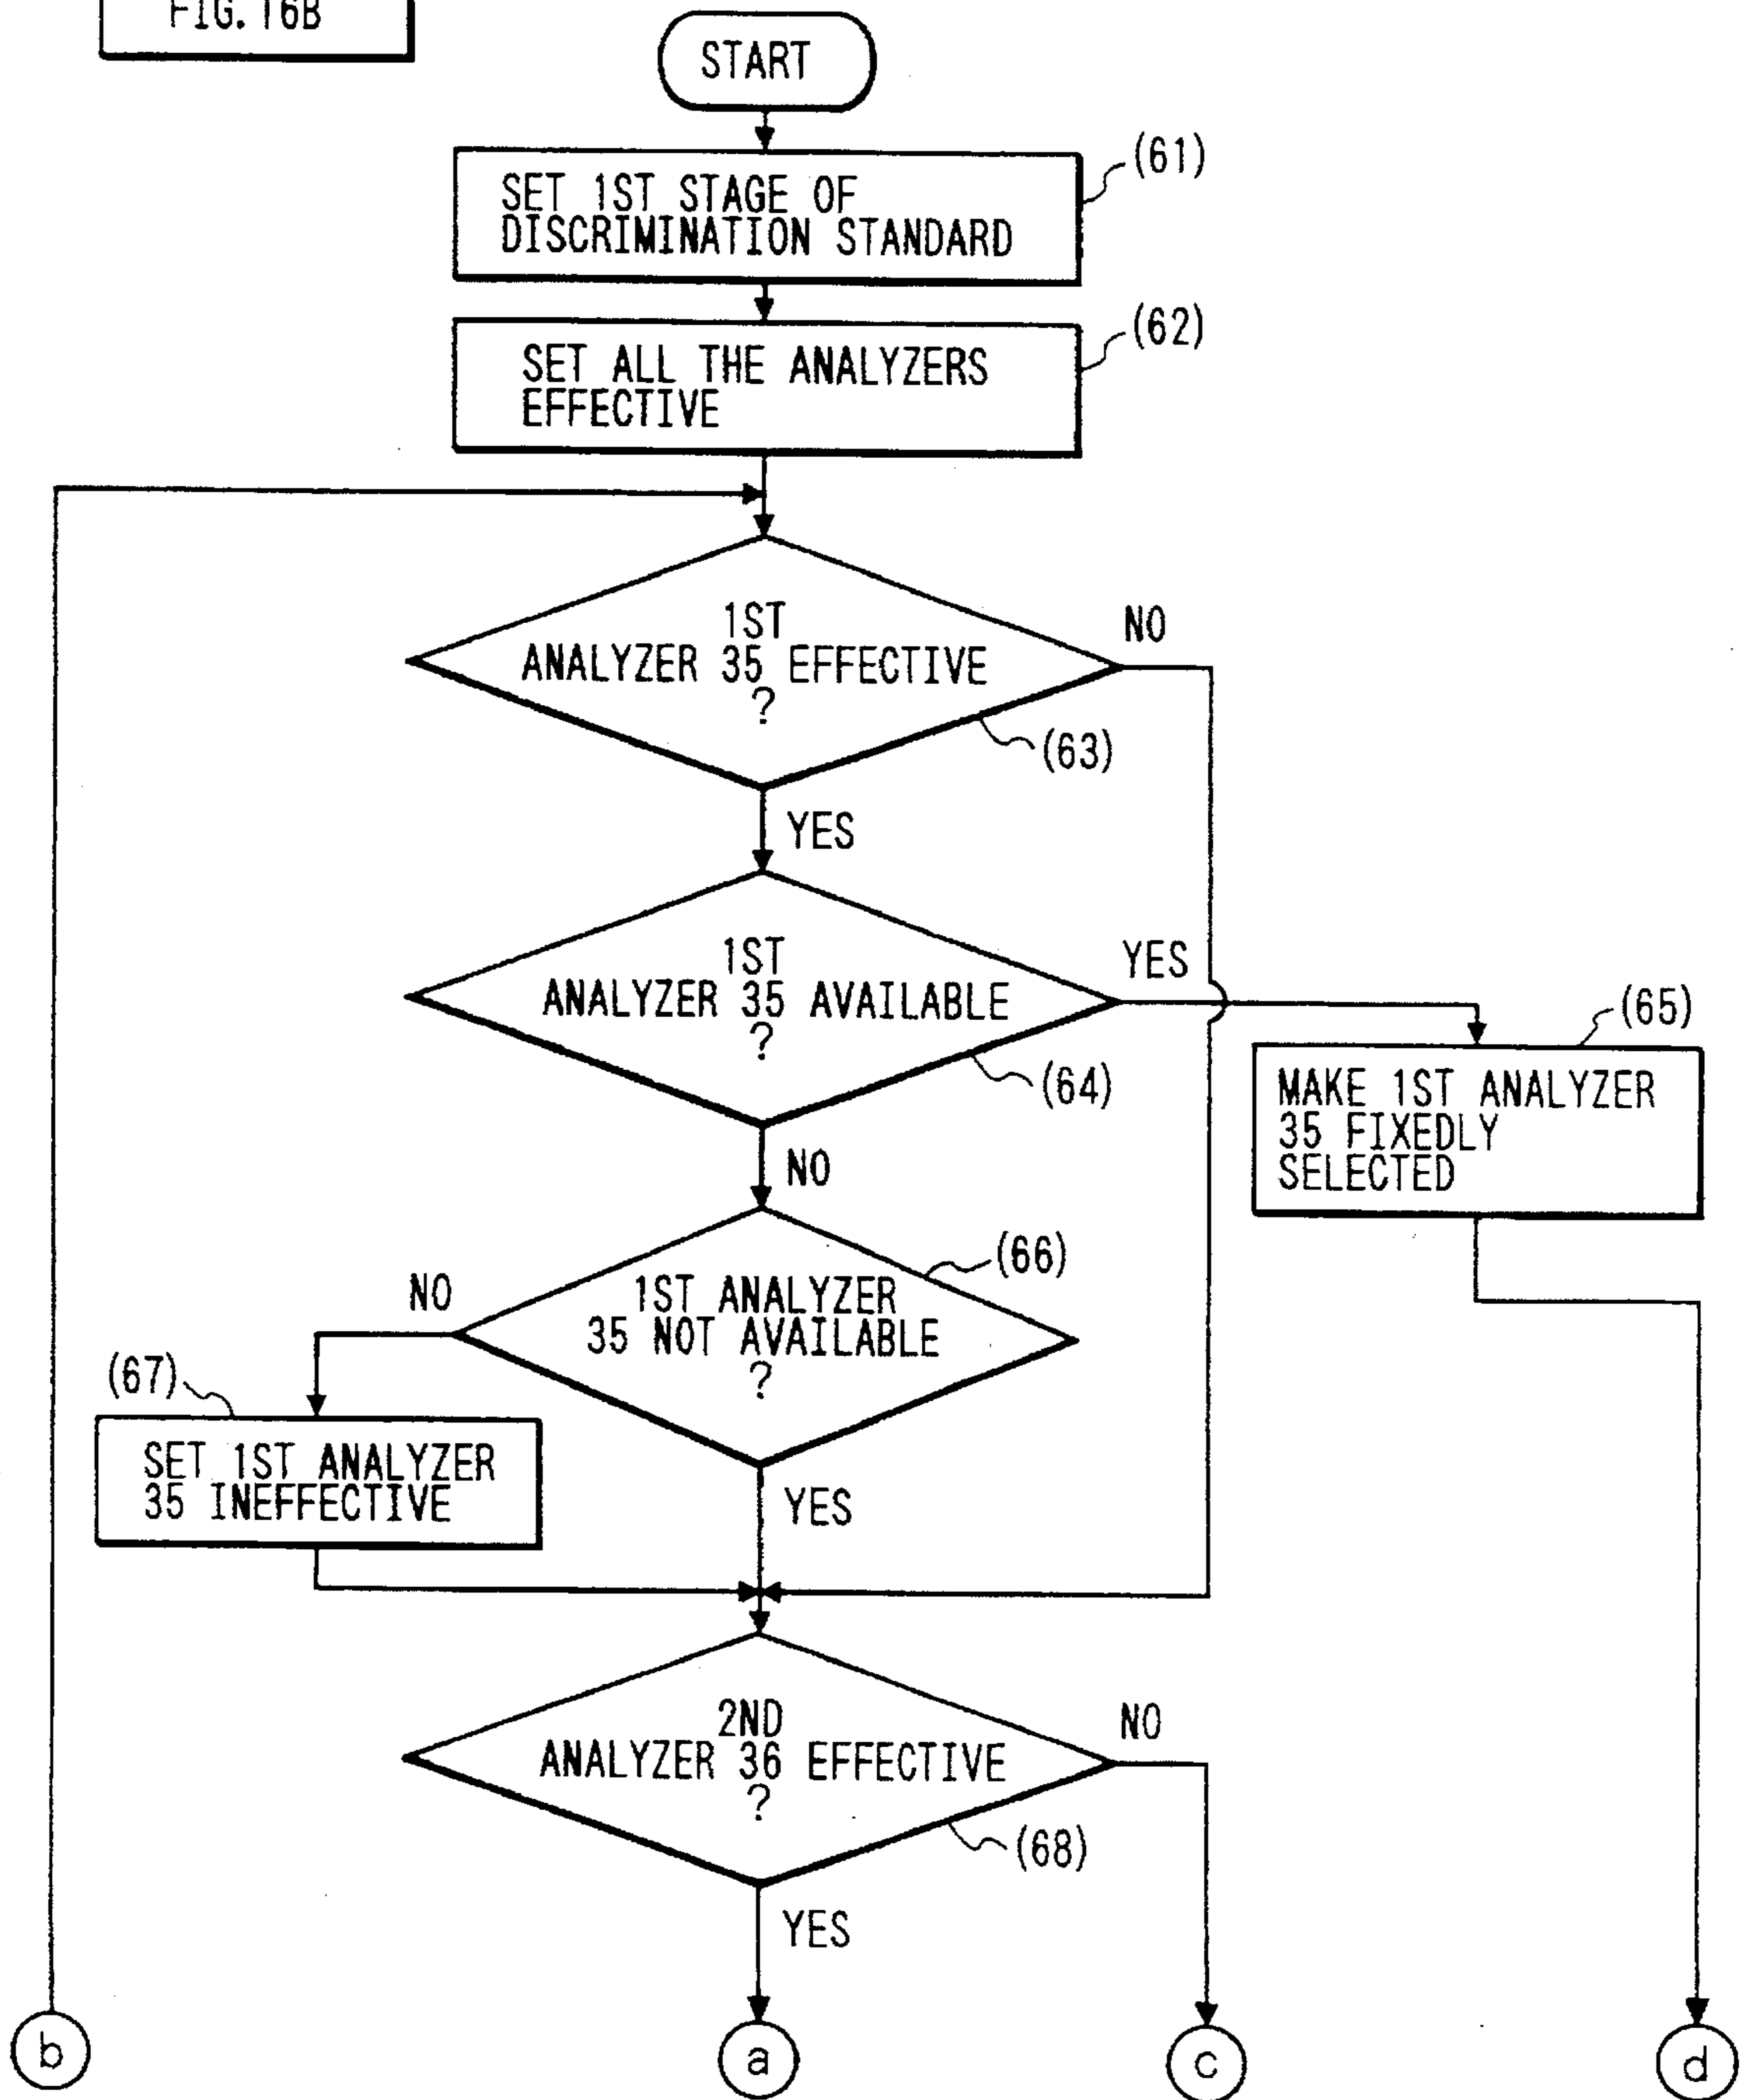 FIG. 16B
START
SET 1ST STAGE OF
DISCRIMINATION STANDARD
(61)
SET ALL THE ANALYZERS
EFFECTIVE
(62)
1ST
ANALYZER 35 EFFECTIVE
?
NO
(63)
YES
1ST
ANALYZER 35 AVAILABLE
?
YES
(64)
(65)
MAKE 1ST ANALYZER
35 FIXEDLY
SELECTED
NO
(66)
1ST ANALYZER
35 NOT AVAILABLE
?
NO
(67)
SET 1ST ANALYZER
35 INEFFECTIVE
YES
2ND
ANALYZER 36 EFFECTIVE
?
NO
(68)
YES
b
a
c
d